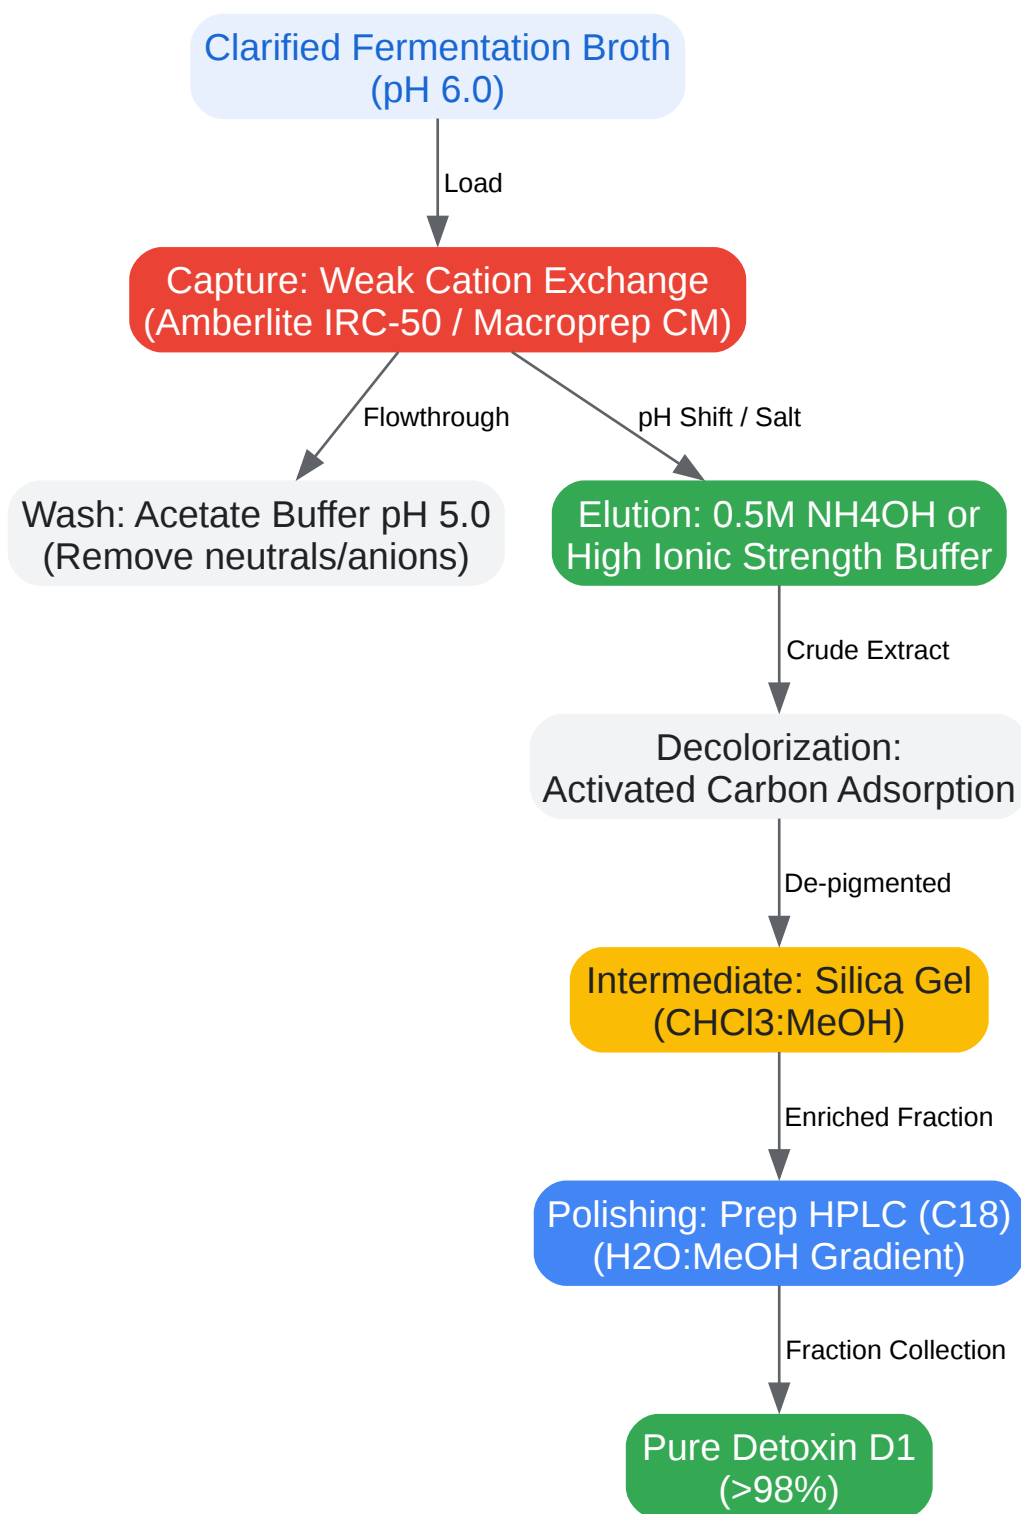 Clarified Fermentation Broth
(pH 6.0)
Load
Capture: Weak Cation Exchange
(Amberlite IRC-50 / Macroprep CM)
Flowthrough
pH Shift / Salt
Wash: Acetate Buffer pH 5.0
(Remove neutrals/anions)
Elution: 0.5M NH4OH or
High Ionic Strength Buffer
Crude Extract
Decolorization:
Activated Carbon Adsorption
De-pigmented
Intermediate: Silica Gel
(CHCl3:MeOH)
Enriched Fraction
Polishing: Prep HPLC (C18)
(H2O:MeOH Gradient)
Fraction Collection
Pure Detoxin D1
(>98%)